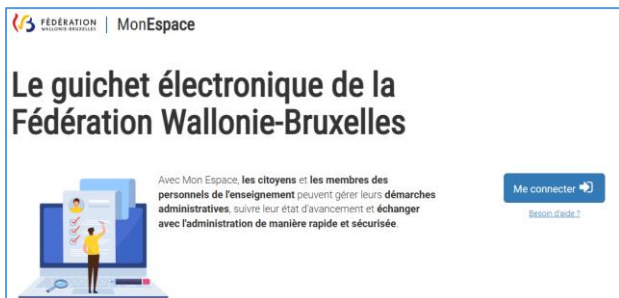 FÉDÉRATION
WALLONIE-BRUXELLES
MonEspace
Le guichet électronique de la
Fédération Wallonie-Bruxelles
Avec Mon Espace, les citoyens et les membres des
personnels de l'enseignement peuvent gérer leurs démarches
administratives, suivre leur état d'avancement et échanger
avec l'administration de manière rapide et sécurisée.
Me connecter
Besoin d'aide ?